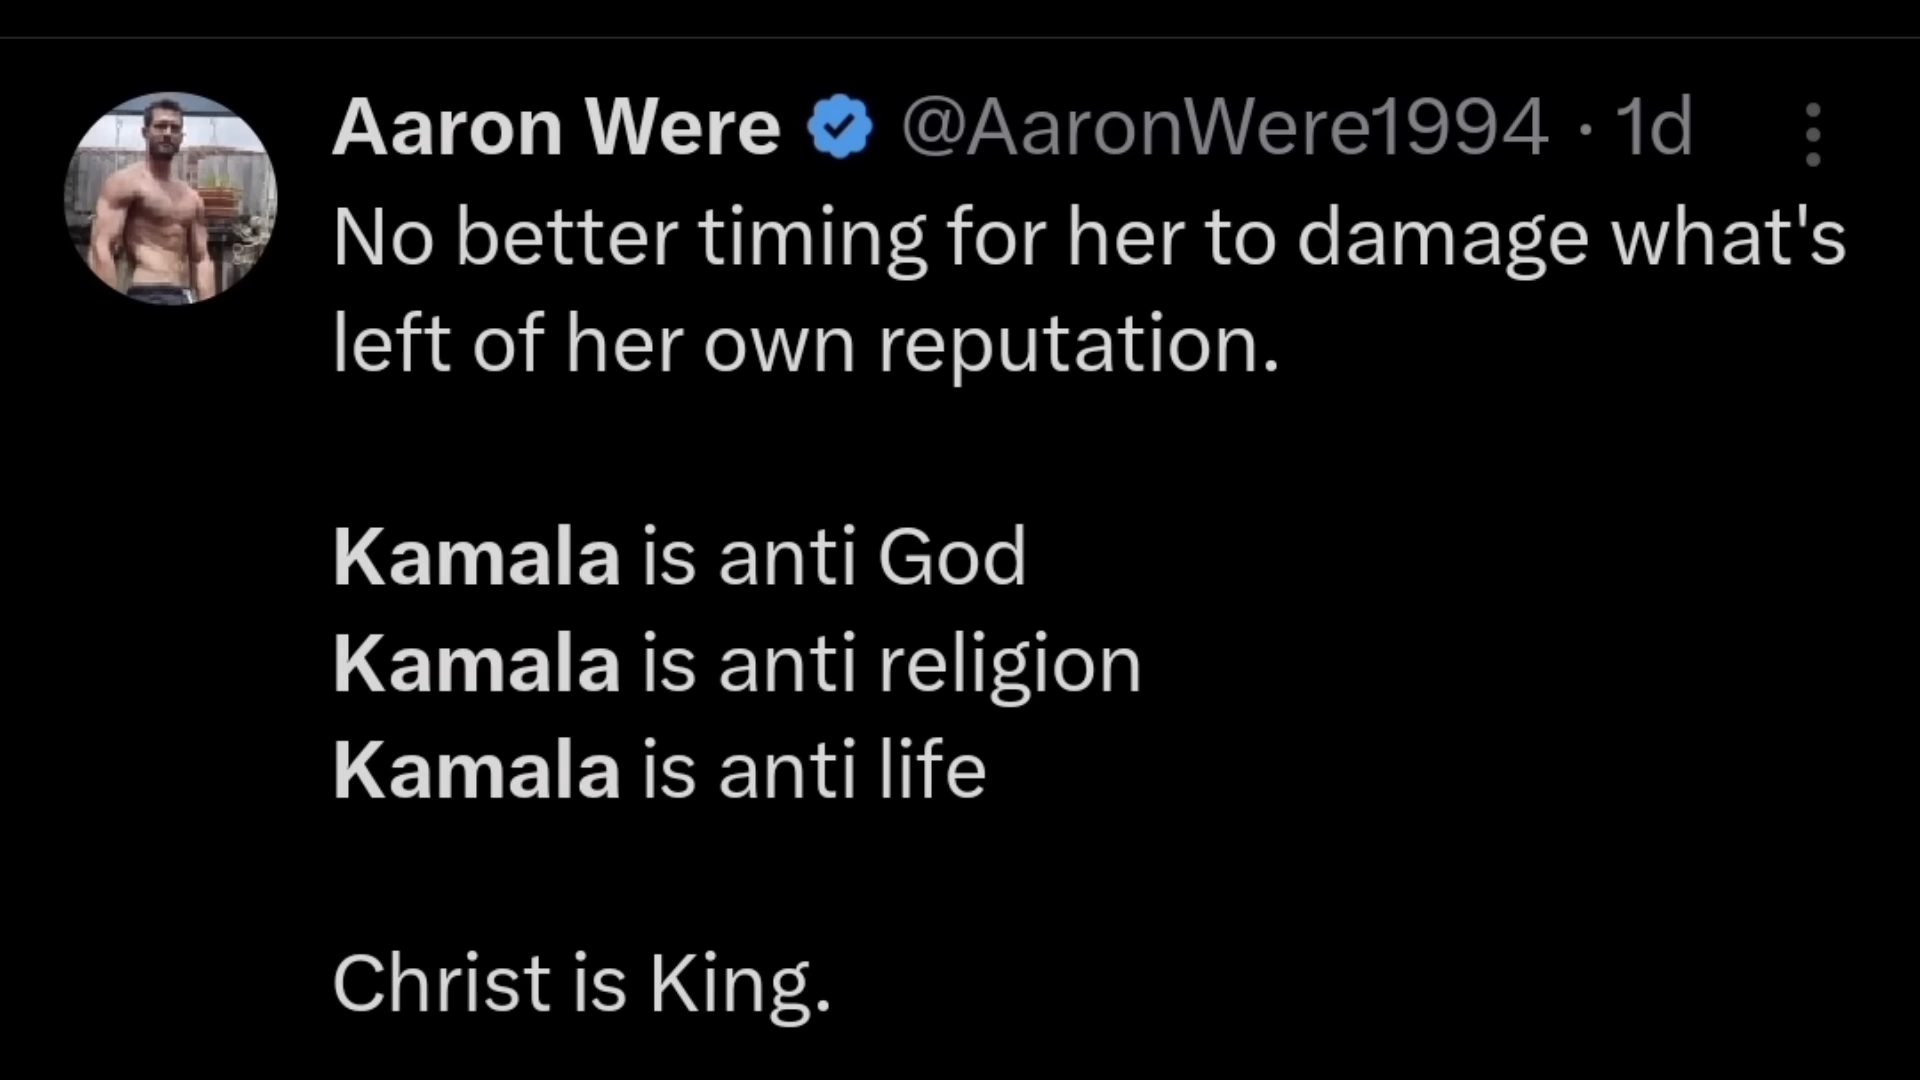 Aaron Were @AaronWere1994 · 1d
No better timing for her to damage what's
left of her own reputation.
Kamala is anti God
Kamala is anti religion
Kamala is anti life
Christ is King.